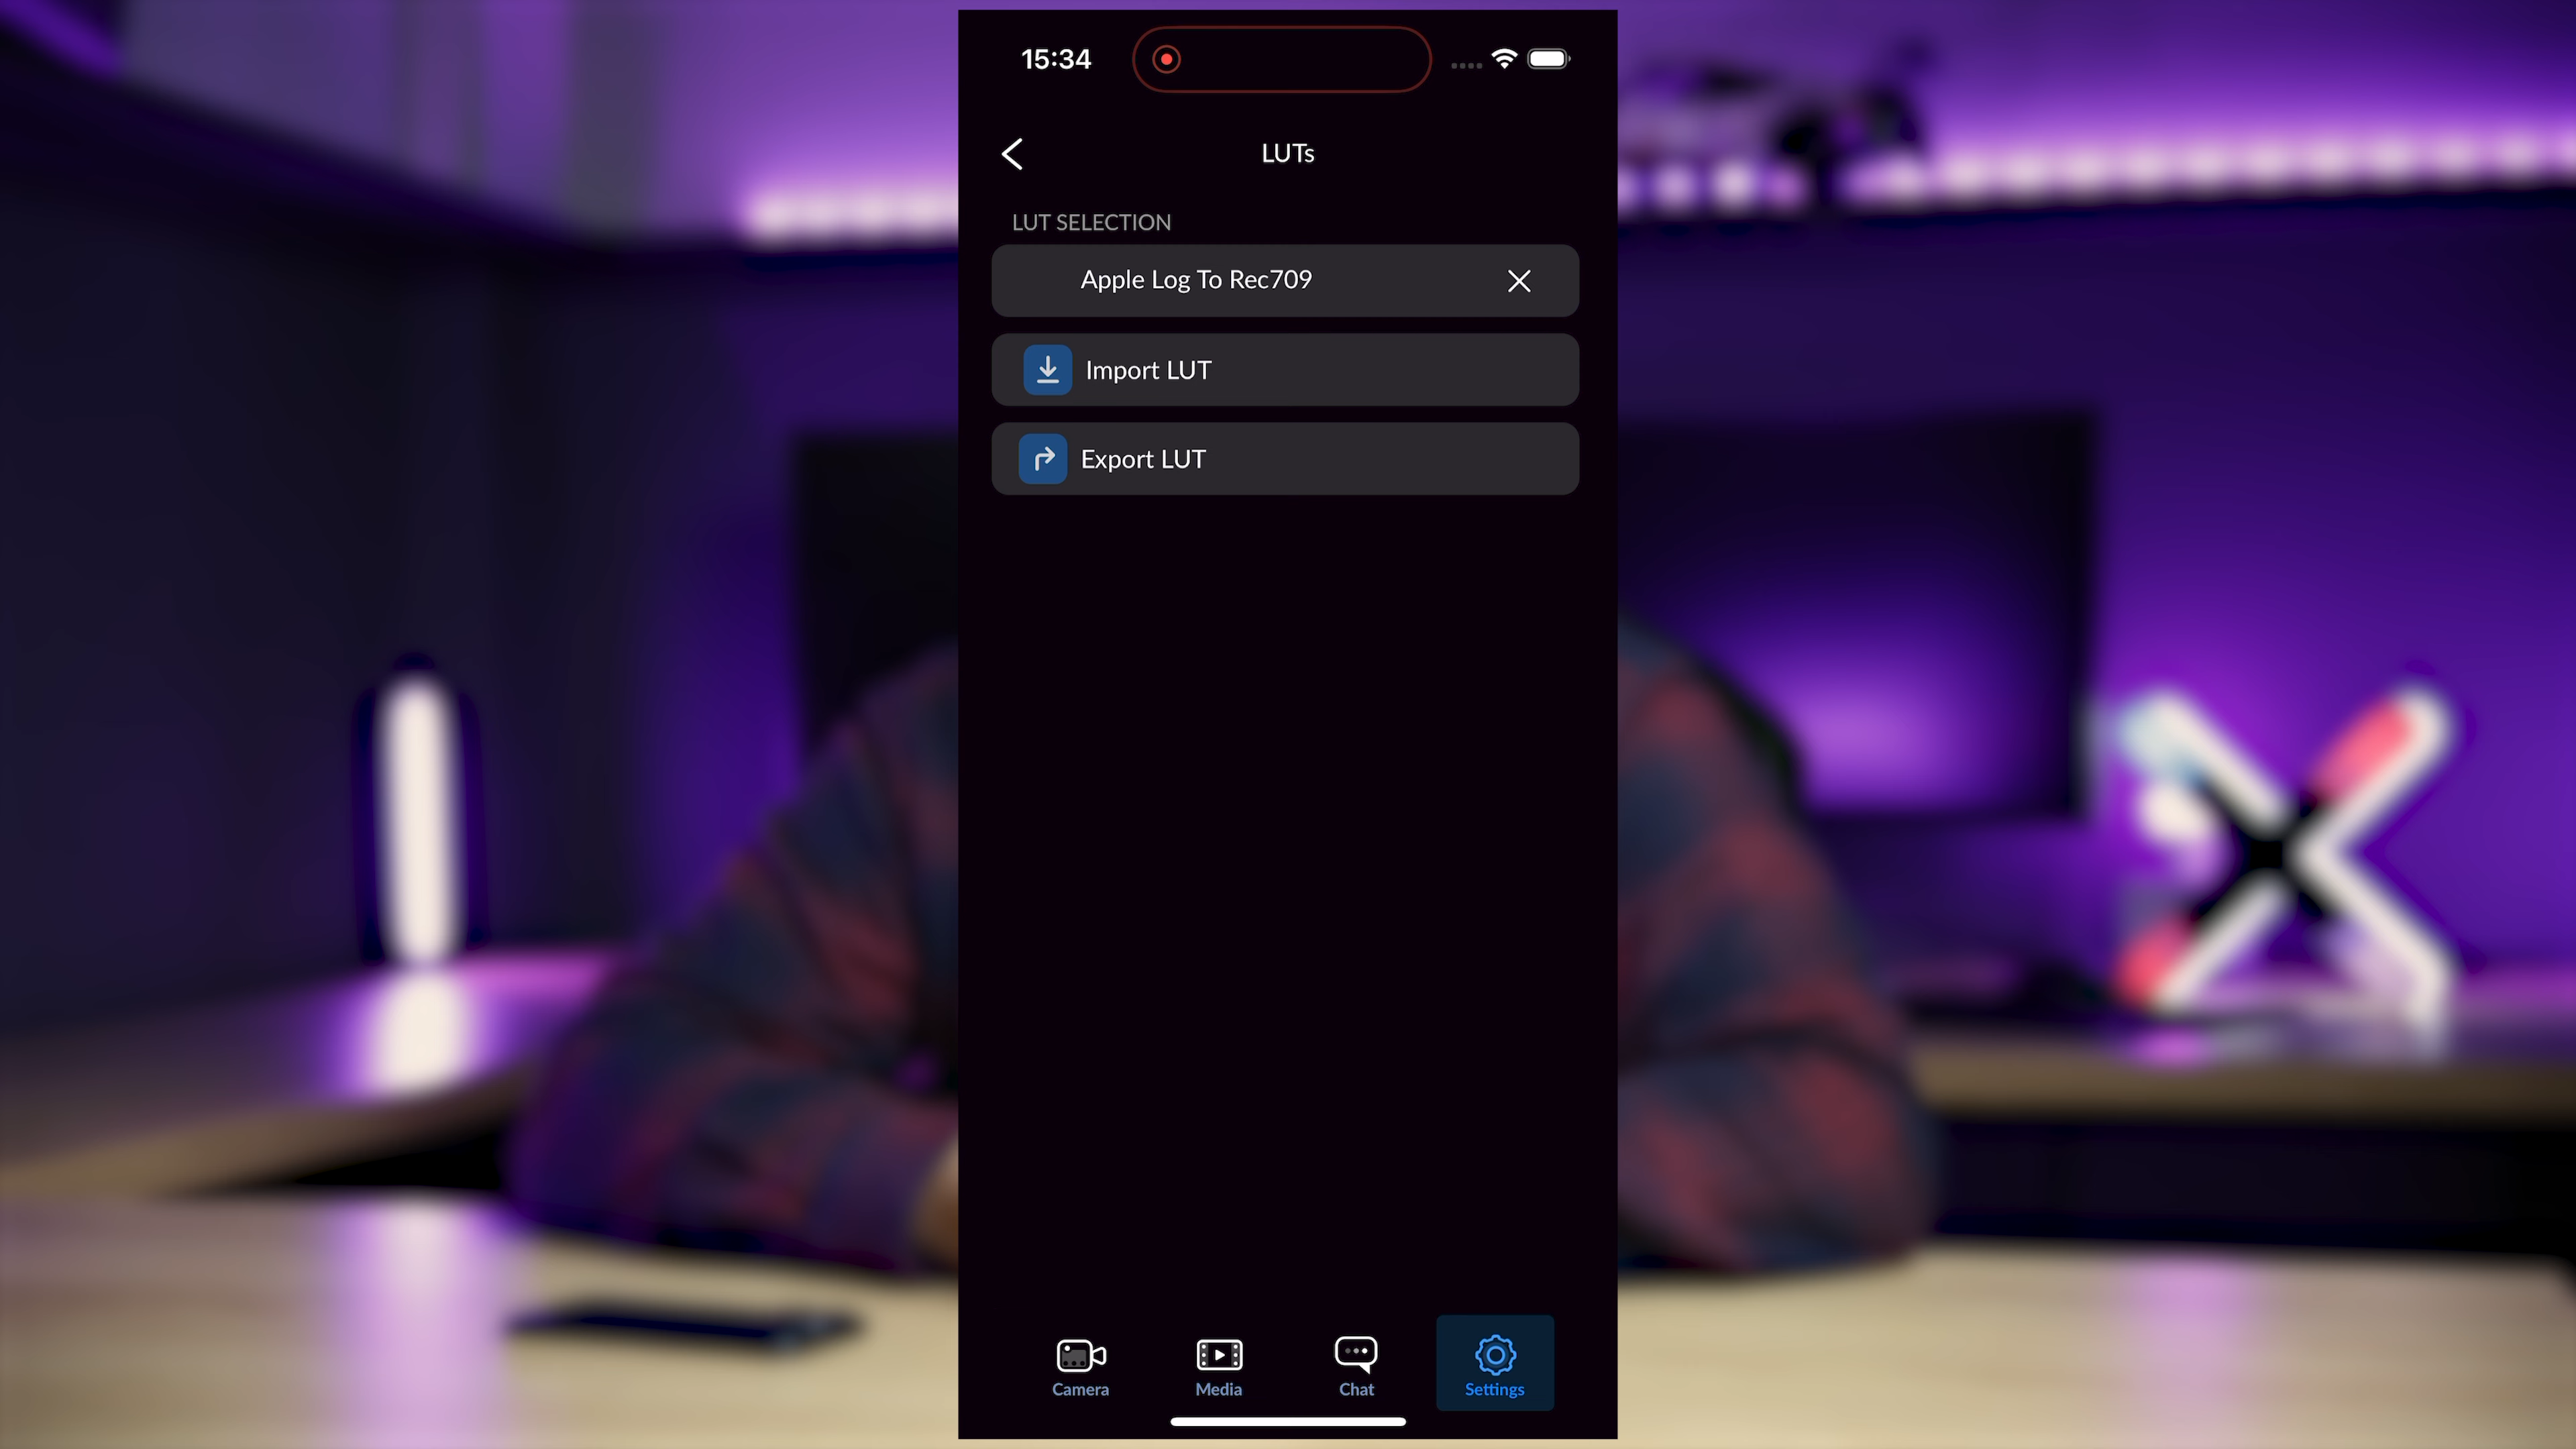 15:34
LUTs
LUT SELECTION
Apple Log To Rec709
Import LUT
Export LUT
Camera
Media
Chat
Settings